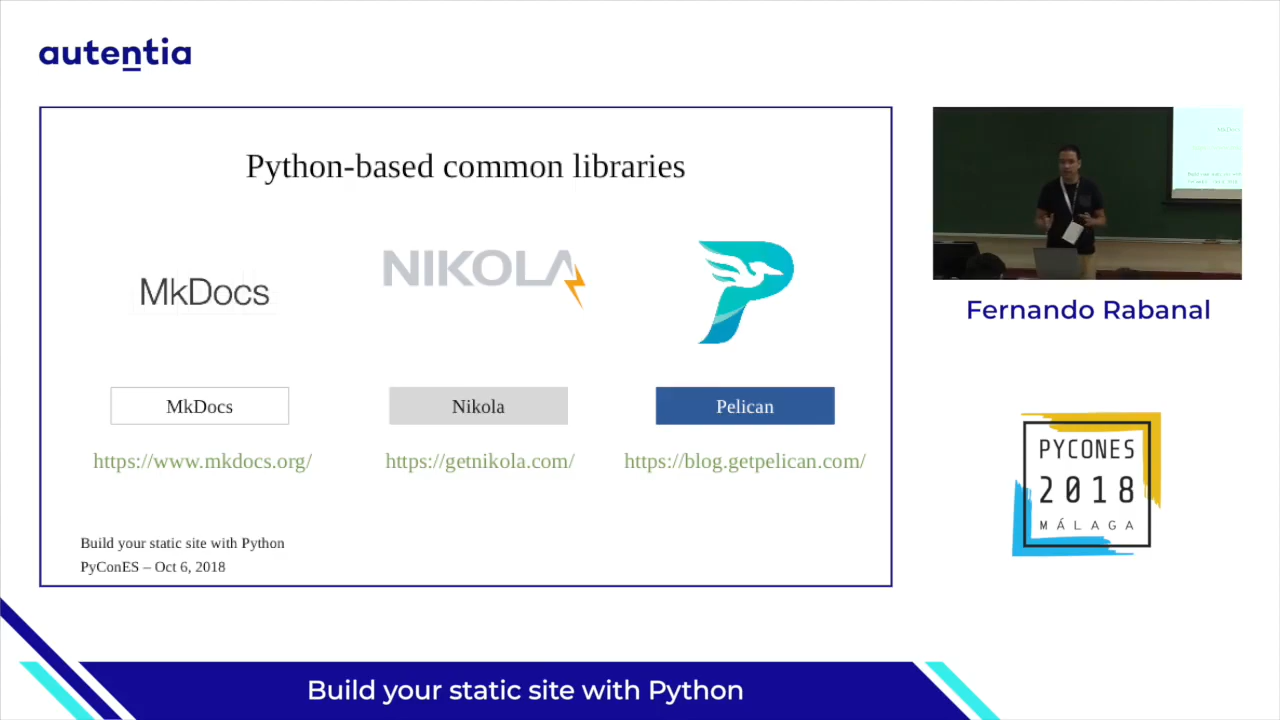 autentia
Python-based common libraries
MkDocs
NIKOLA
MkDocs
Nikola
Pelican
https://www.mkdocs.org/
https://getnikola.com/
https://blog.getpelican.com/
Build your static site with Python
PyConES – Oct 6, 2018
Fernando Rabanal
PYCONES
2018
MÁLAGA
Build your static site with Python